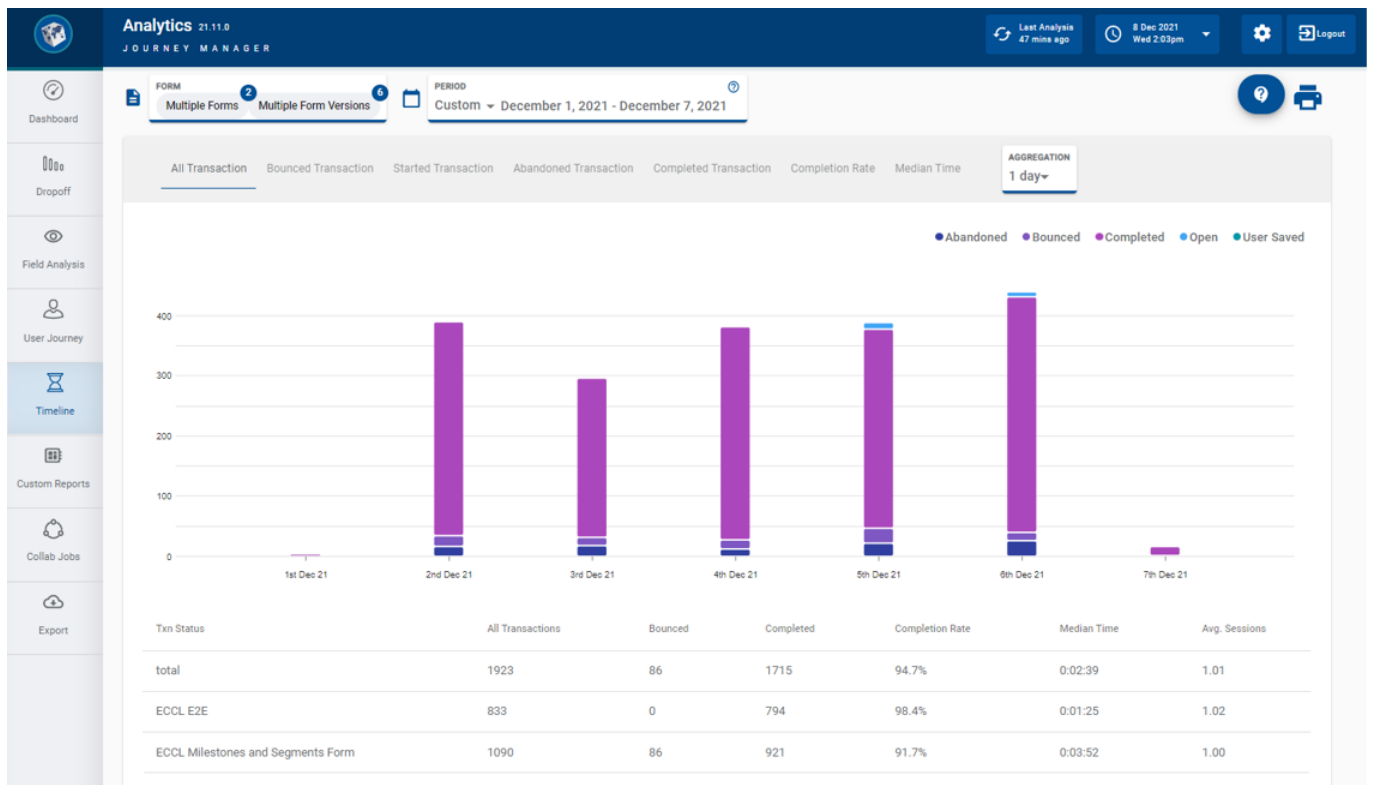 Analytics 21.11.0
JOURNEY MANAGER
Last Analysis
47 mins ago
8 Dec 2021
Wed 2:03pm
Logout
Dashboard
Dropoff
Field Analysis
User Journey
Timeline
Custom Reports
Collab Jobs
Export
FORM
Multiple Forms 2 Multiple Form Versions 6
PERIOD
Custom December 1, 2021 - December 7, 2021
All Transaction Bounced Transaction Started Transaction Abandoned Transaction Completed Transaction Completion Rate Median Time
AGGREGATION
1 day
Abandoned Bounced Completed Open User Saved
400
300
200
100
0
1st Dec 21 2nd Dec 21 3rd Dec 21 4th Dec 21 5th Dec 21 6th Dec 21 7th Dec 21
Txn Status All Transactions Bounced Completed Completion Rate Median Time Avg. Sessions
total 1923 86 1715 94.7% 0:02:39 1.01
ECCL E2E 833 0 794 98.4% 0:01:25 1.02
ECCL Milestones and Segments Form 1090 86 921 91.7% 0:03:52 1.00